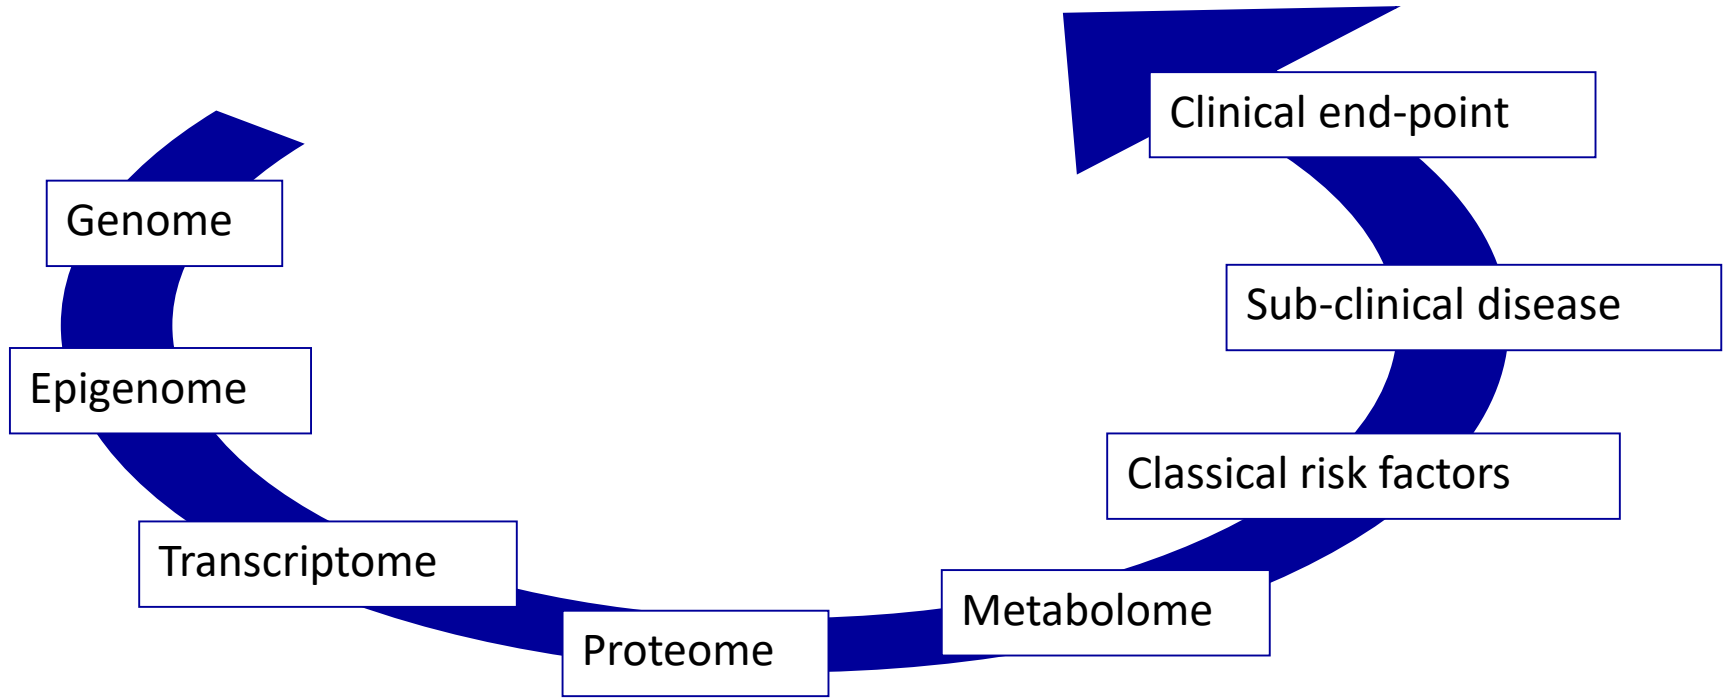 Genome
Epigenome
Transcriptome
Proteome
Metabolome
Classical risk factors
Sub-clinical disease
Clinical end-point